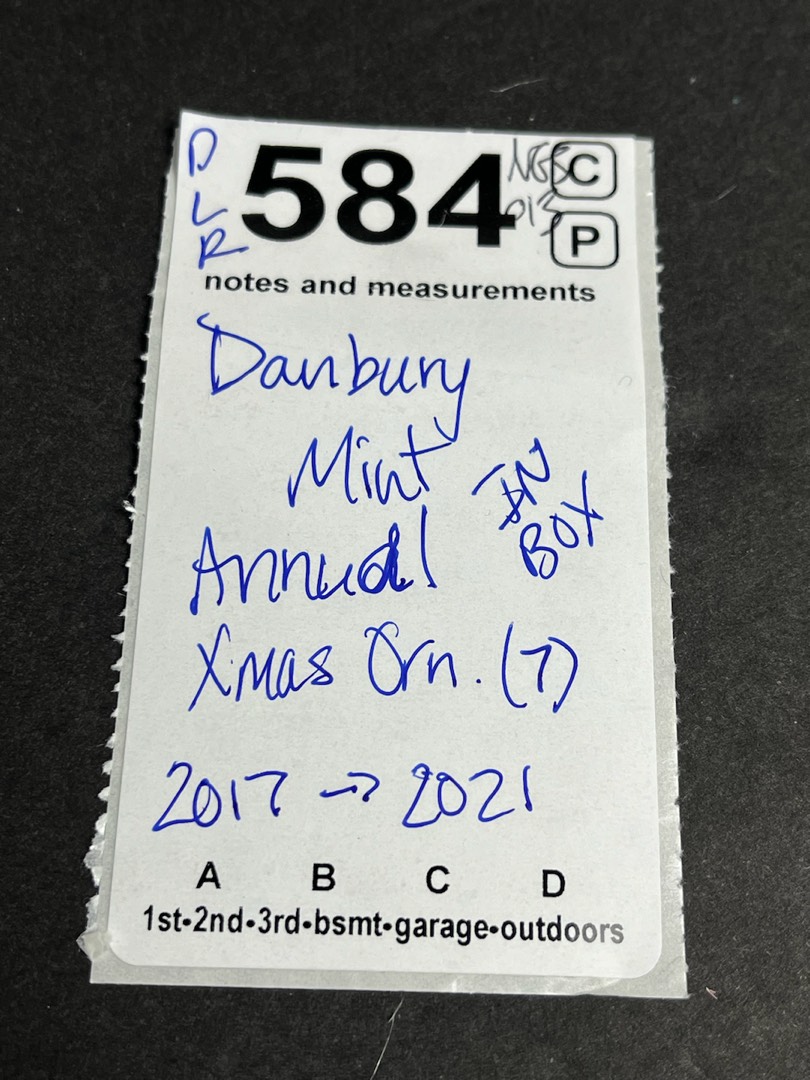 D
L
R
584
C
P
notes and measurements
Danbury
Mint
IN
BOX
Annual
Xmas Orn. (7)
2017 → 2021
A B C D
1st•2nd•3rd•bsmt•garage•outdoors